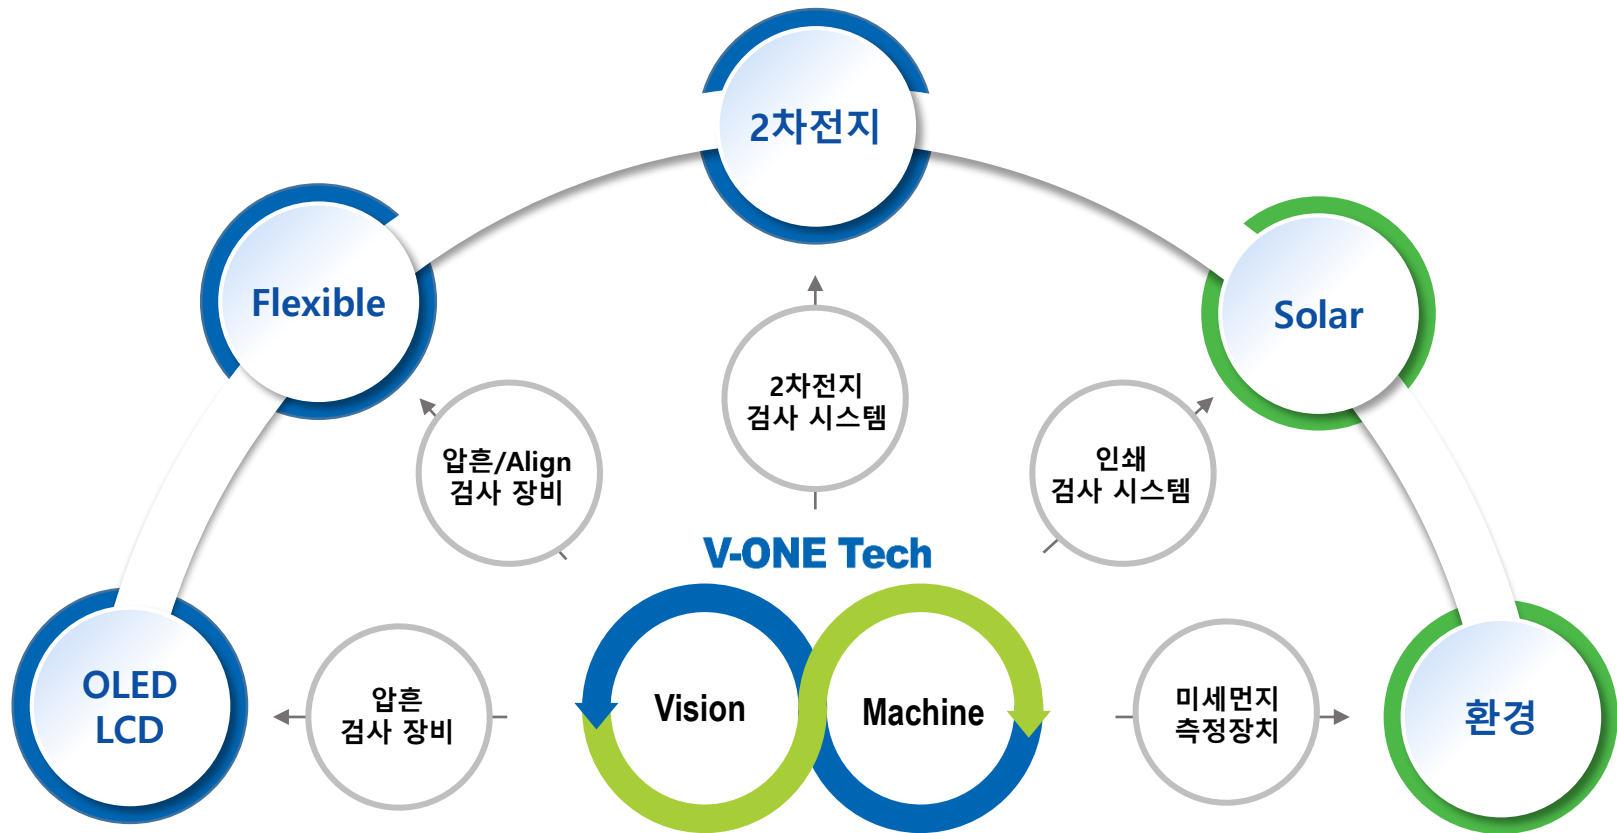 2차전지
Flexible
Solar
2차전지
검사 시스템
압흔/Align
검사 장비
인쇄
검사 시스템
V-ONE Tech
OLED
LCD
압흔
검사 장비
Vision
Machine
미세먼지
측정장치
환경